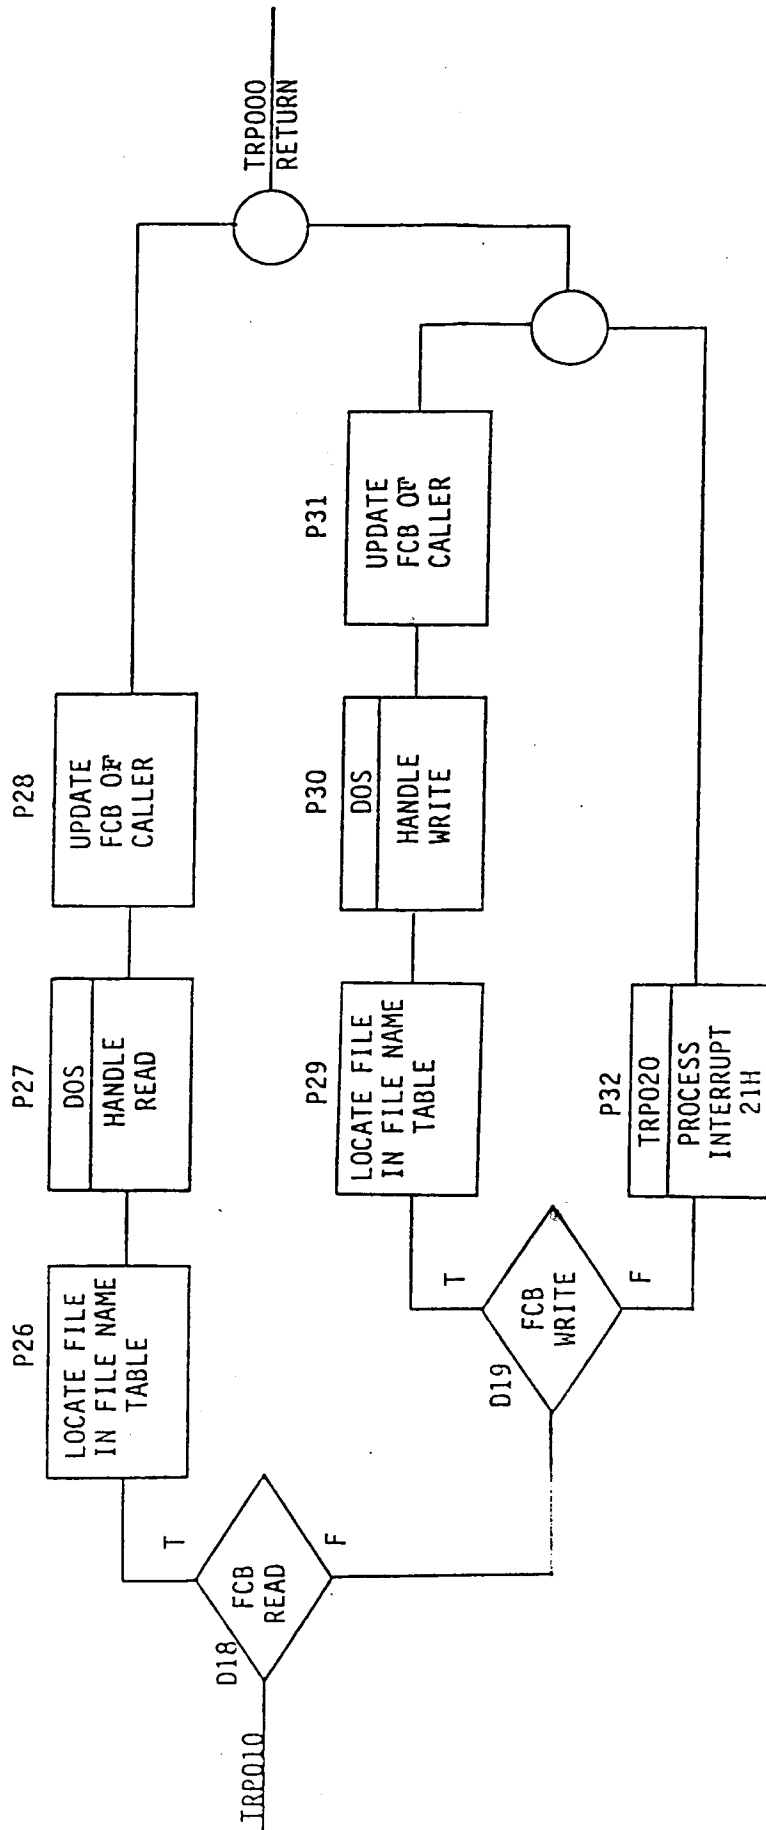 TRP010
D18
FCB
READ
T
F
P26
LOCATE FILE
IN FILE NAME
TABLE
P27
DOS
HANDLE
READ
P28
UPDATE
FCB OF
CALLER
D19
FCB
WRITE
T
F
P29
LOCATE FILE
IN FILE NAME
TABLE
P30
DOS
HANDLE
WRITE
P31
UPDATE
FCB OF
CALLER
P32
TRP020
PROCESS
INTERRUPT
21H
TRP000
RETURN